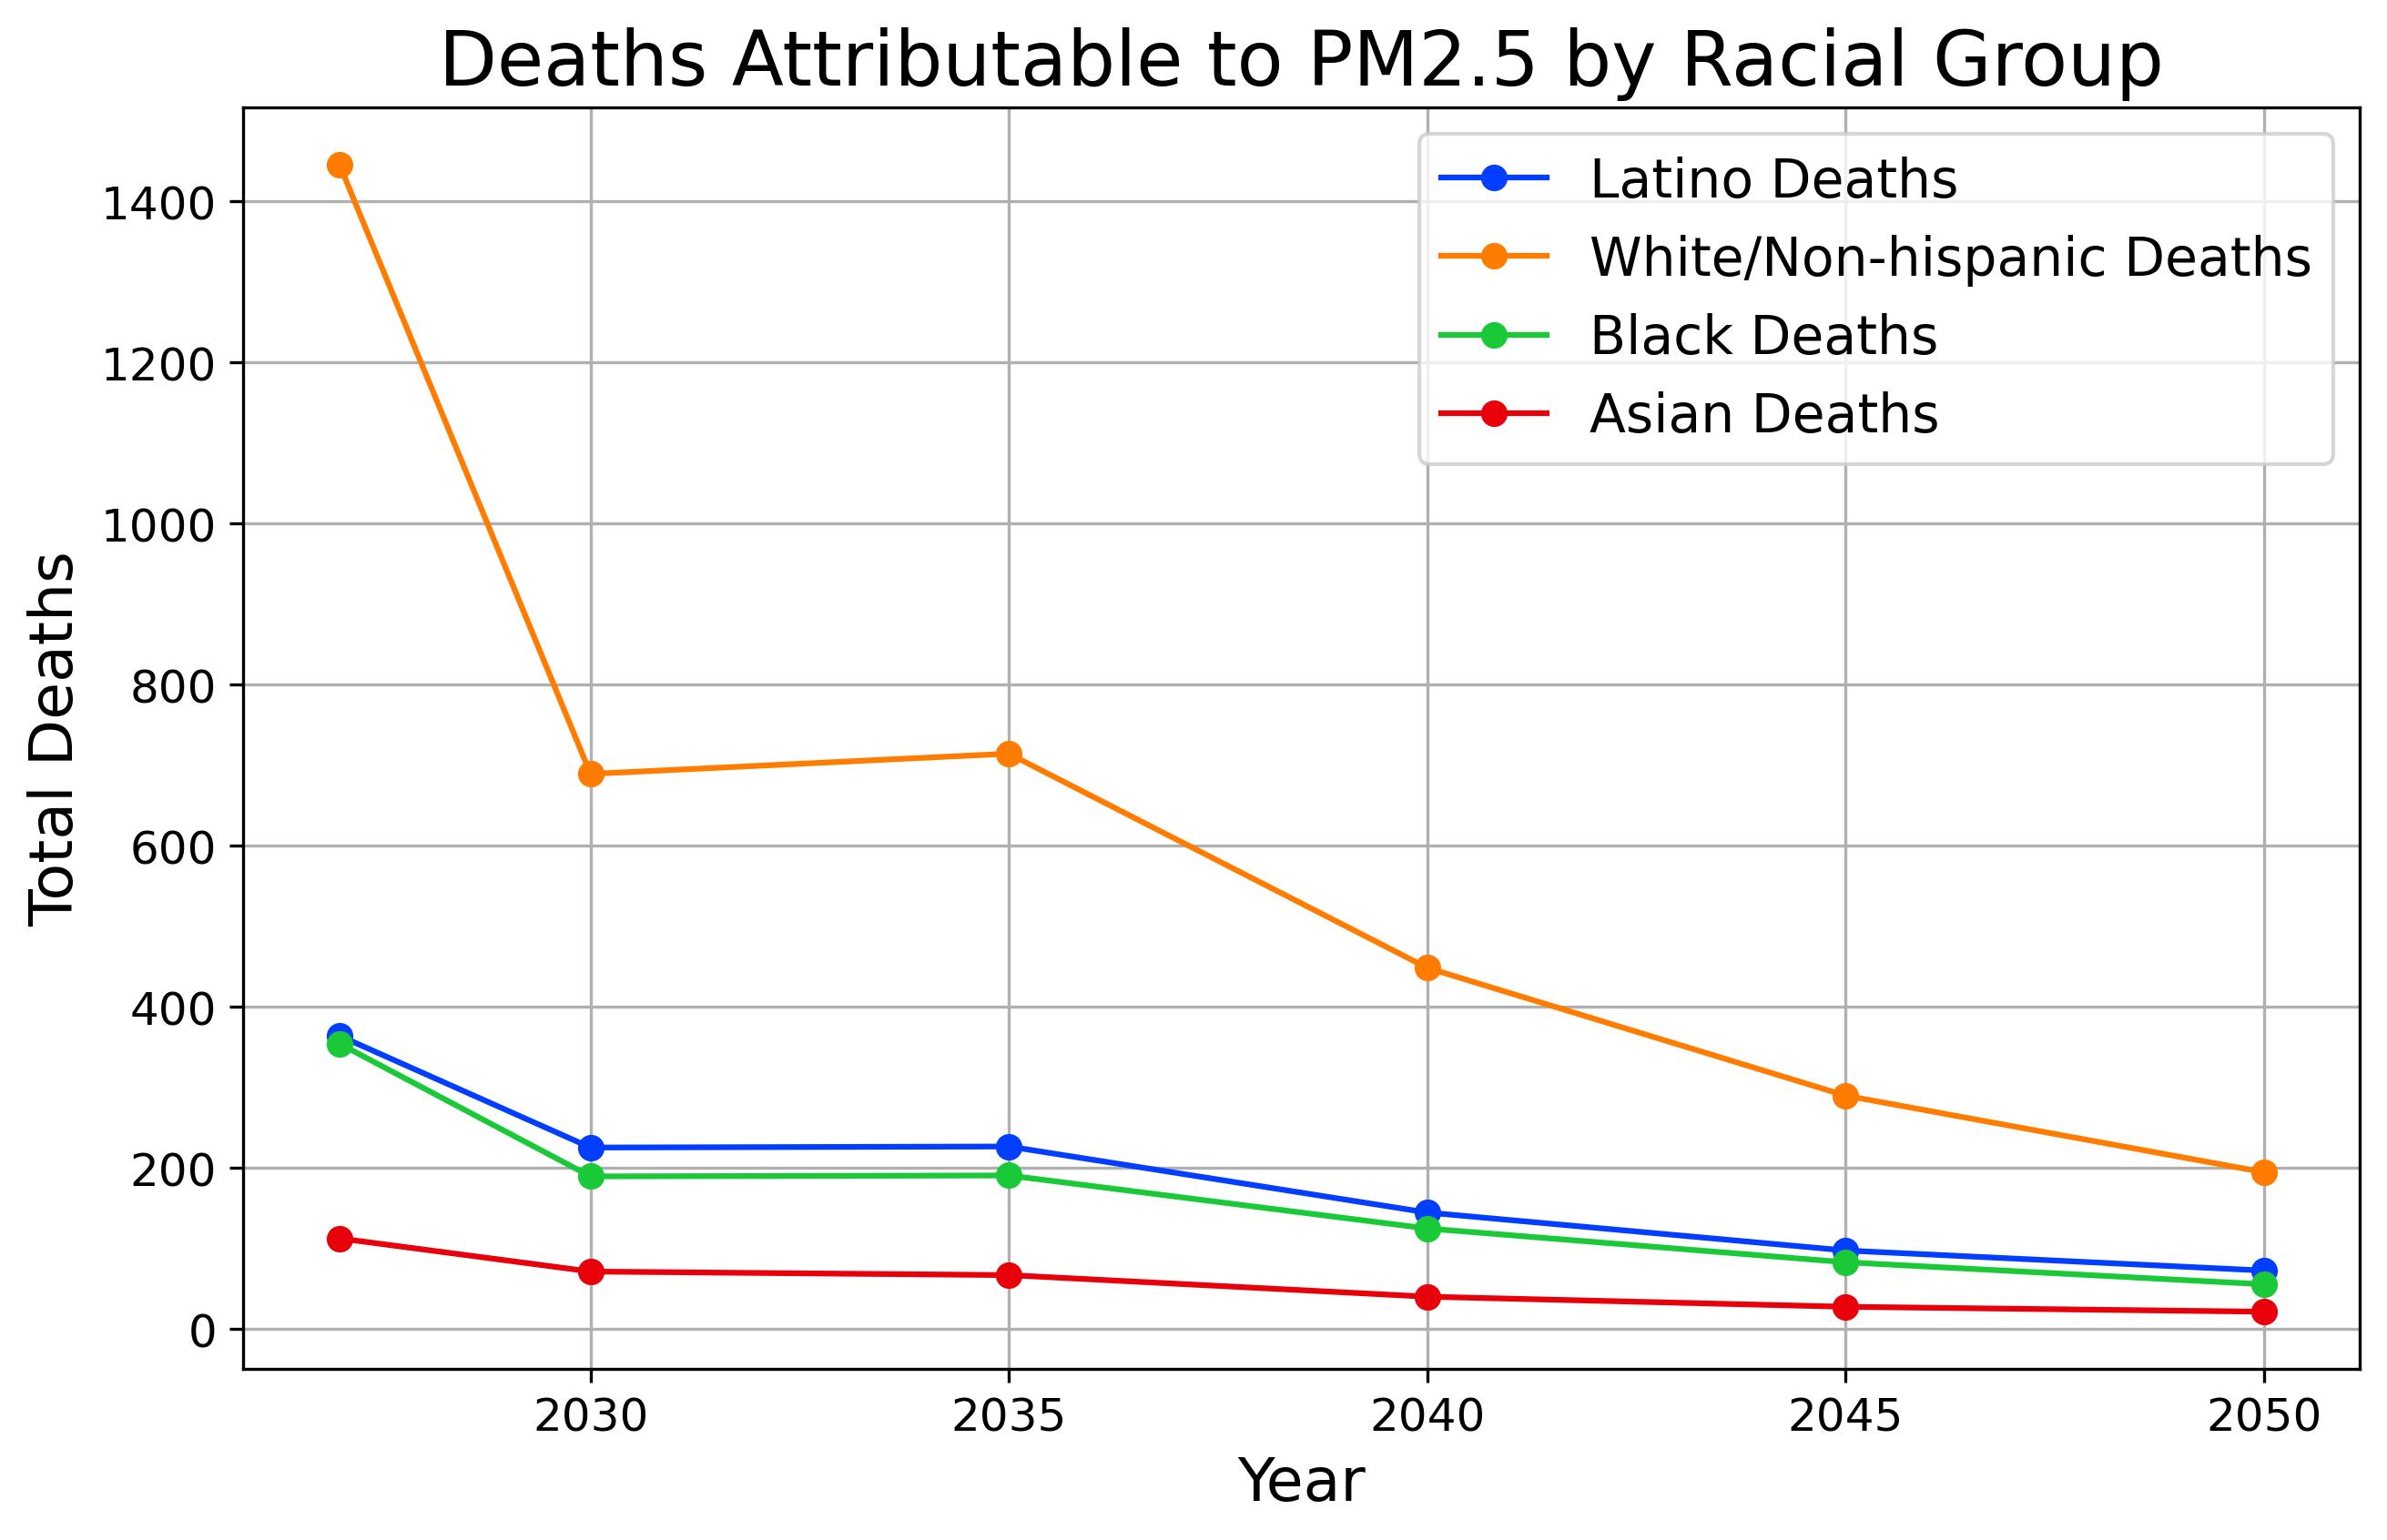 Deaths Attributable to PM2.5 by Racial Group
Latino Deaths
White/Non-hispanic Deaths
Black Deaths
Asian Deaths
Total Deaths
1400
1200
1000
800
600
400
200
0
2030 2035 2040 2045 2050
Year